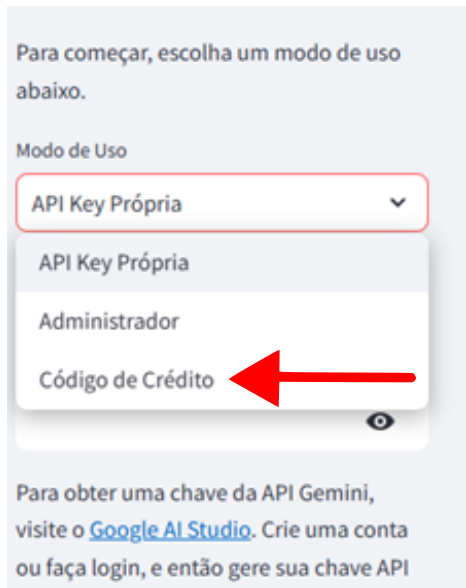 Para começar, escolha um modo de uso
abaixo.
Modo de Uso
API Key Própria
API Key Própria
Administrador
Código de Crédito
Para obter uma chave da API Gemini,
visite o Google AI Studio. Crie uma conta
ou faça login, e então gere sua chave API